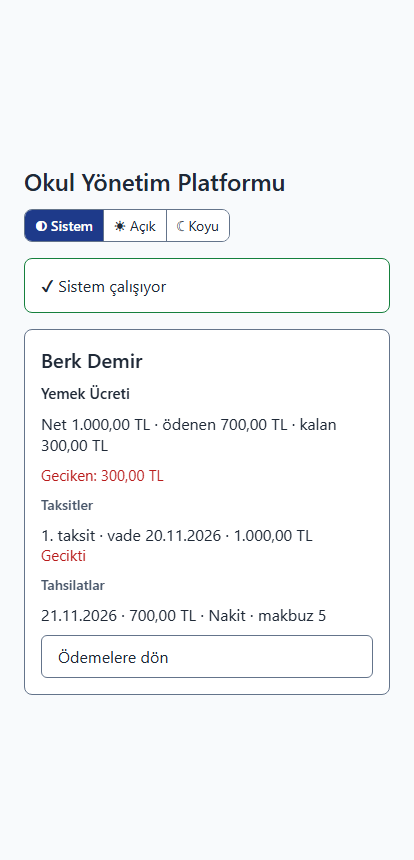 Okul Yönetim Platformu
◐ Sistem ☀ Açık ☾ Koyu
✓ Sistem çalışıyor
Berk Demir
Yemek Ücreti
Net 1.000,00 TL · ödenen 700,00 TL · kalan
300,00 TL
Geciken: 300,00 TL
Taksitler
1. taksit · vade 20.11.2026 · 1.000,00 TL
Gecikti
Tahsilatlar
21.11.2026 · 700,00 TL · Nakit · makbuz 5
Ödemelere dön